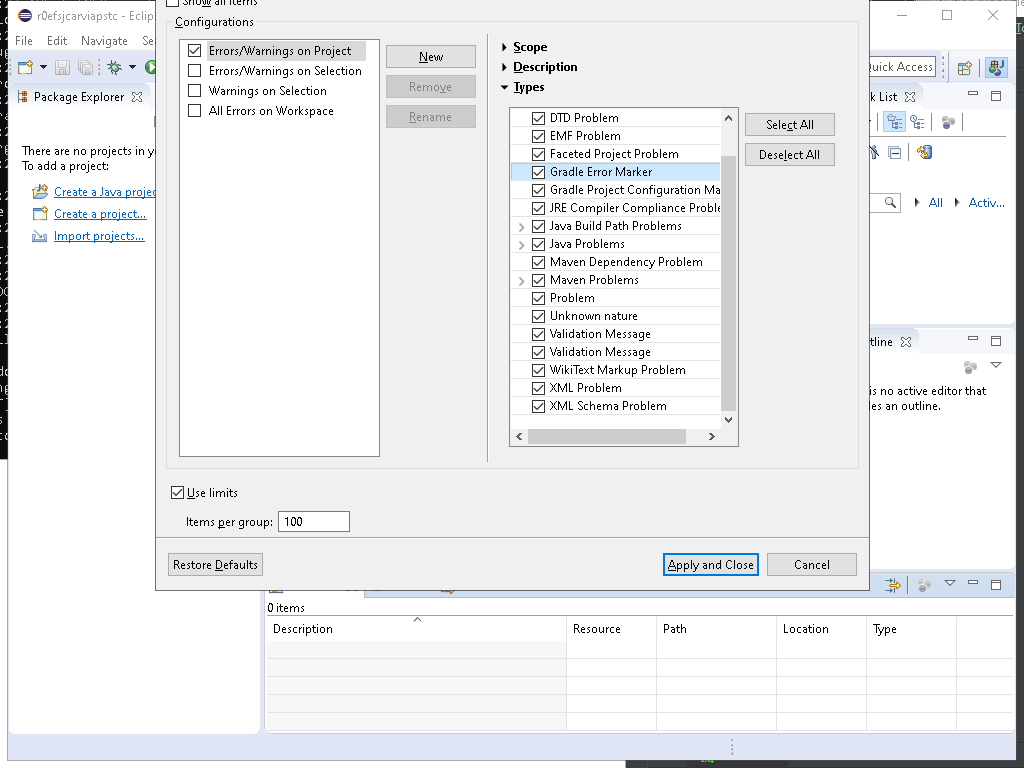 r0efsjcarviapstc - Eclips
Show all items
Configurations
File Edit Navigate Se
Errors/Warnings on Project
Errors/Warnings on Selection
Warnings on Selection
All Errors on Workspace
New
Remove
Rename
Scope
Description
Types
DTD Problem
EMF Problem
Faceted Project Problem
Gradle Error Marker
Gradle Project Configuration Ma
JRE Compiler Compliance Proble
Java Build Path Problems
Java Problems
Maven Dependency Problem
Maven Problems
Problem
Unknown nature
Validation Message
Validation Message
WikiText Markup Problem
XML Problem
XML Schema Problem
Select All
Deselect All
Quick Access
Package Explorer
k List
There are no projects in yo
To add a project:
Create a Java projec
Create a project...
Import projects...
All
Activ...
tline
is no active editor that
les an outline.
Use limits
Items per group: 100
Restore Defaults
Apply and Close
Cancel
0 items
Description Resource Path Location Type